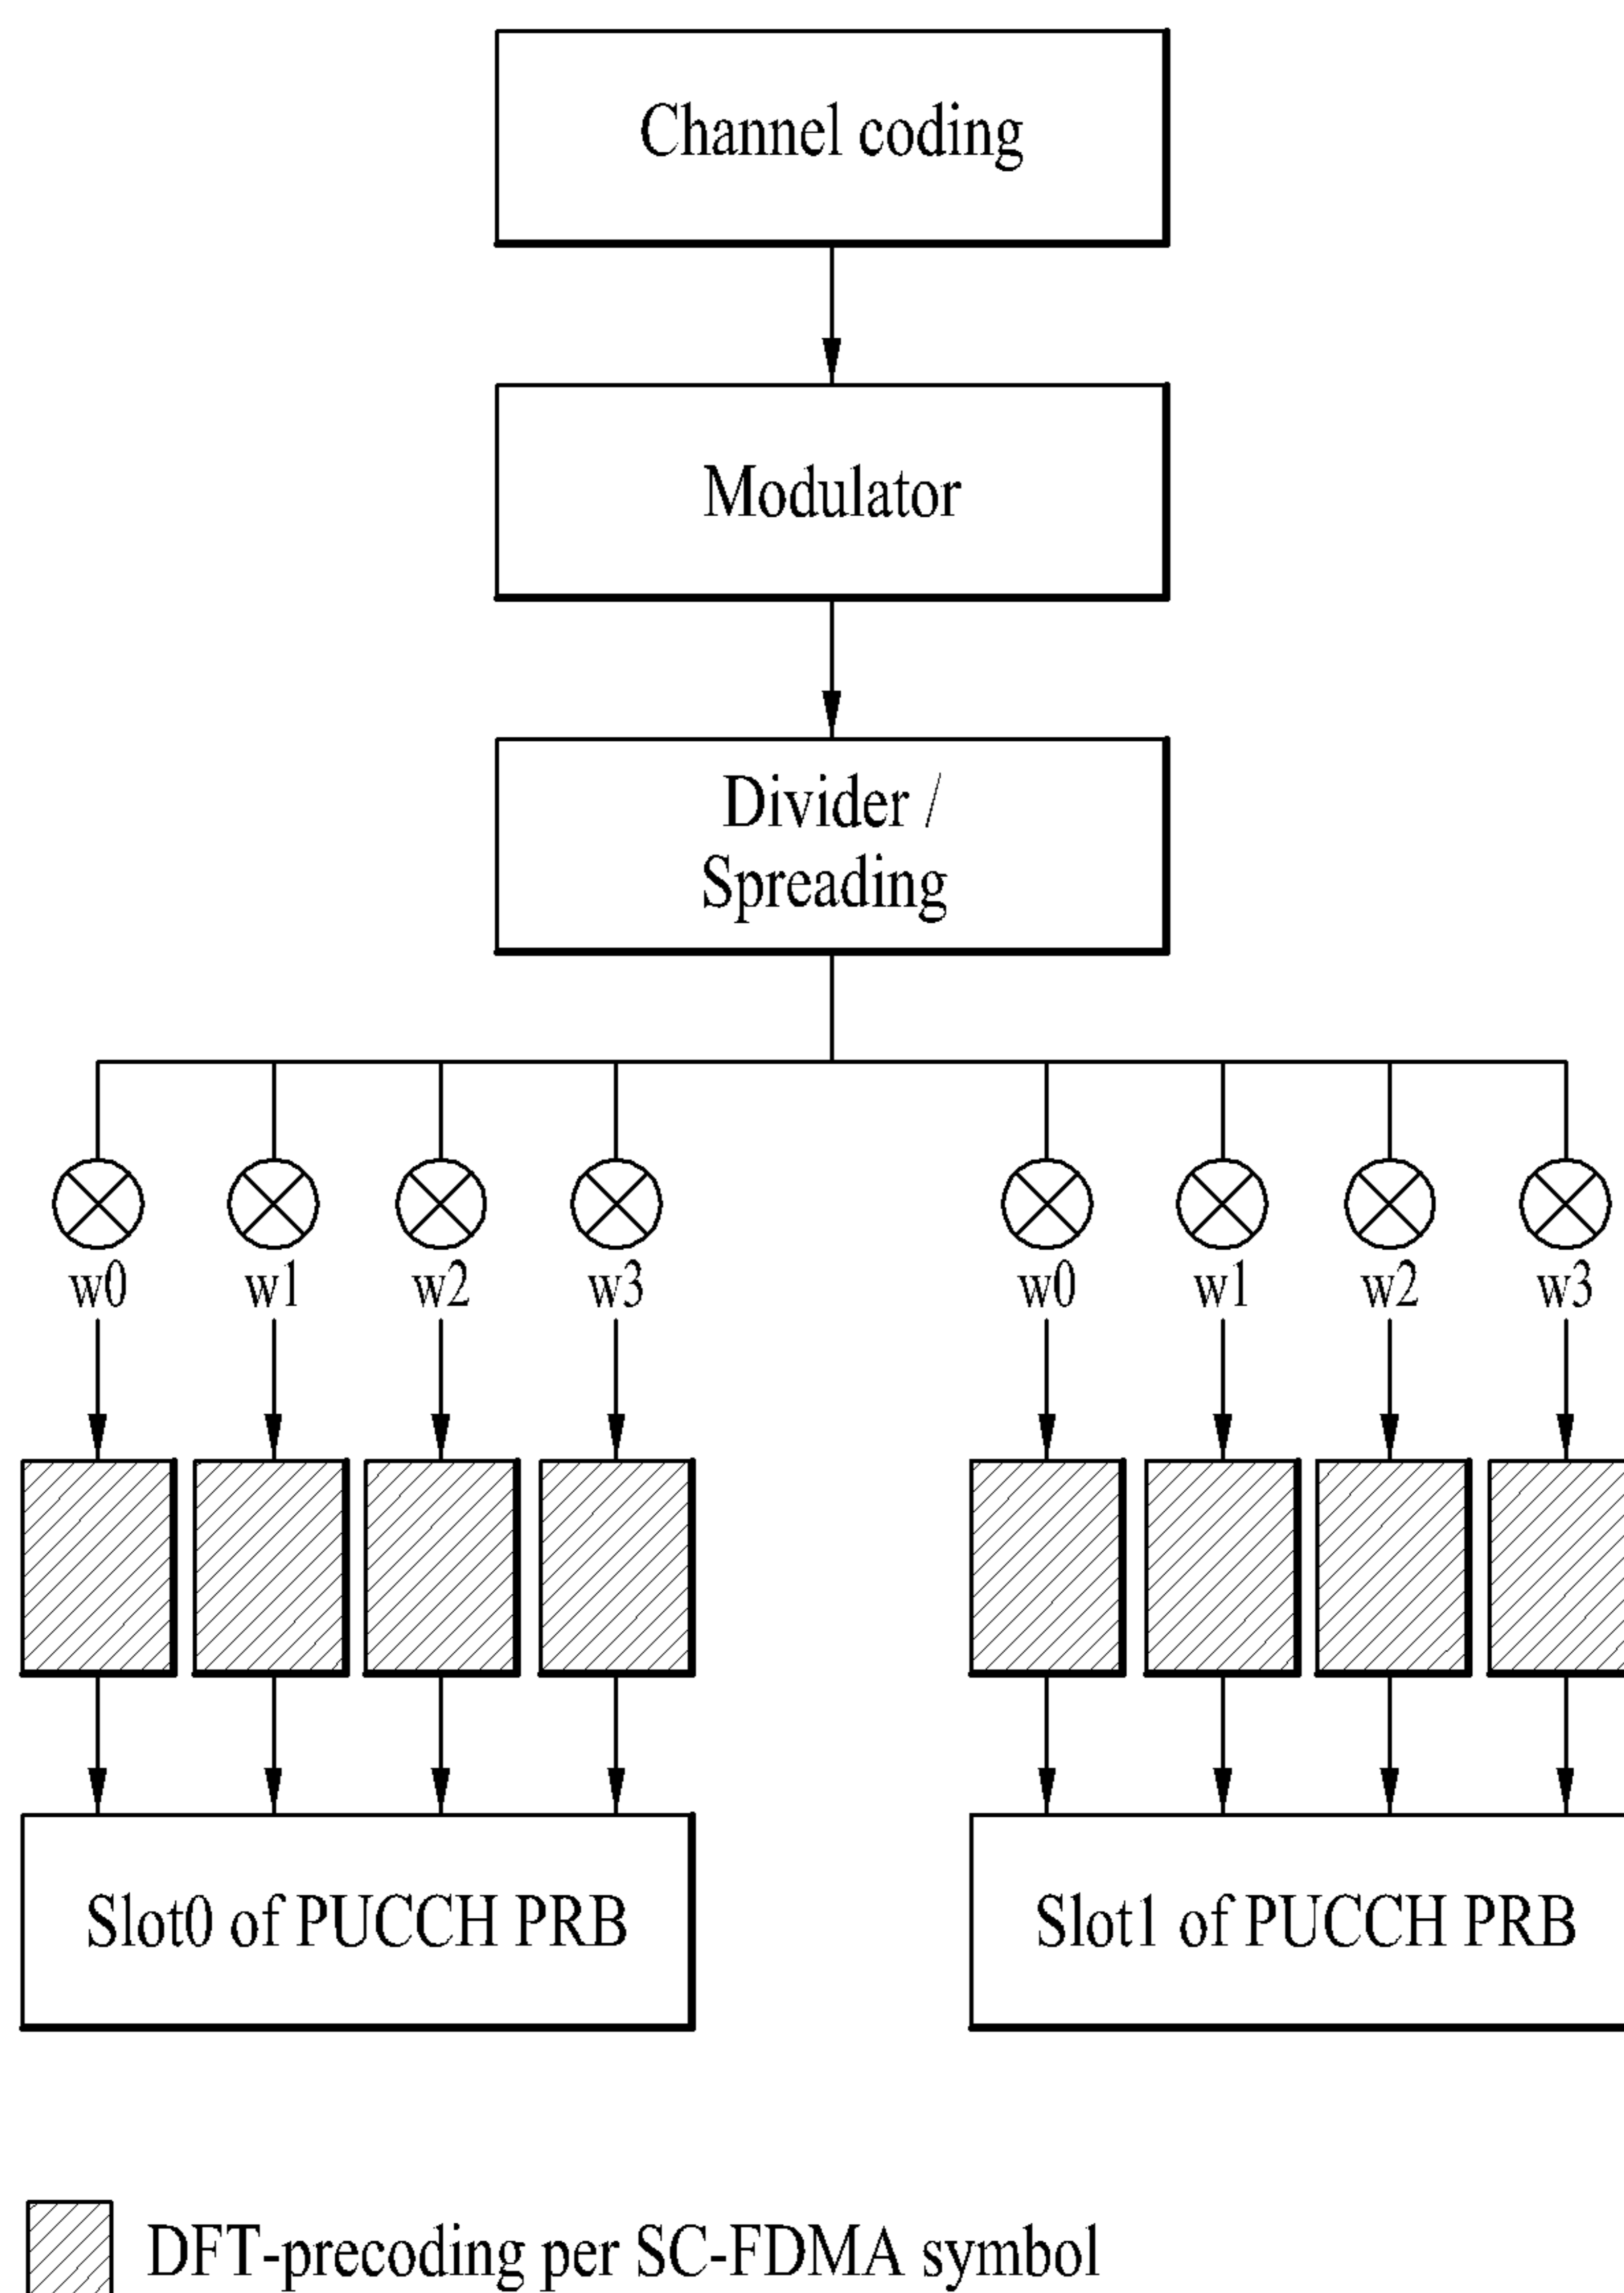 Channel coding
Modulator
Divider /
Spreading
w0 w1 w2 w3 w0 w1 w2 w3
Slot0 of PUCCH PRB Slot1 of PUCCH PRB
DFT-precoding per SC-FDMA symbol